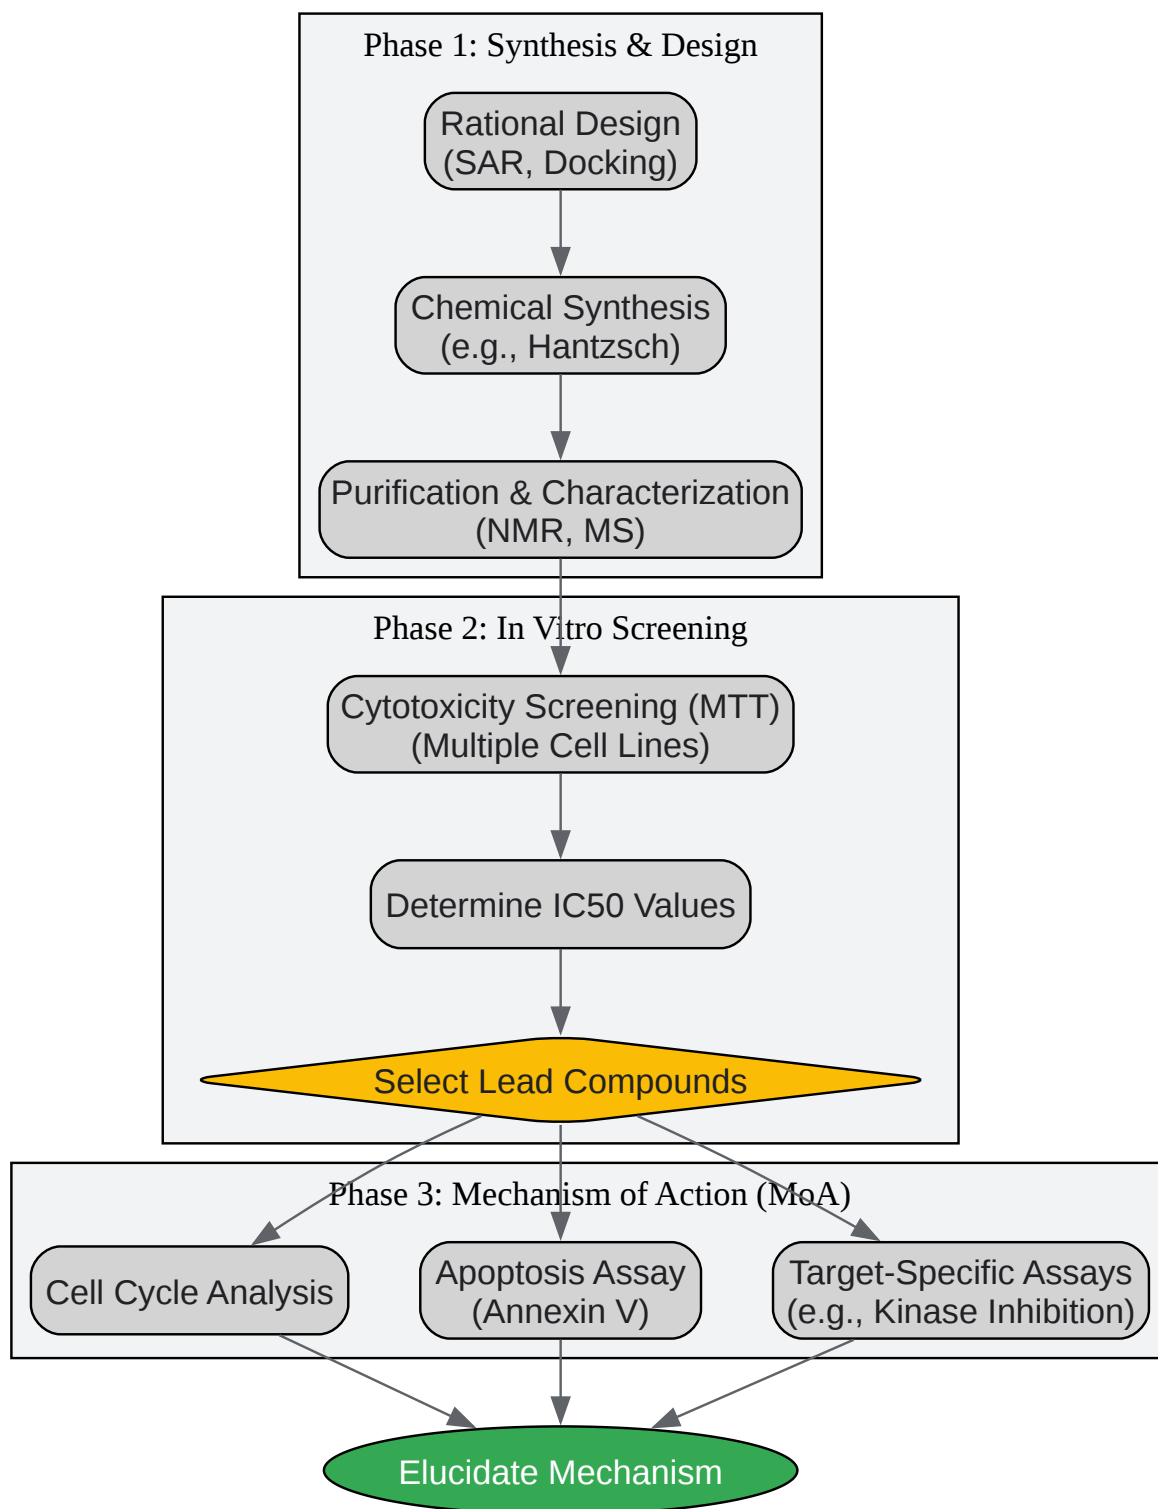 Phase 1: Synthesis & Design
Rational Design
(SAR, Docking)
Chemical Synthesis
(e.g., Hantzsch)
Purification & Characterization
(NMR, MS)
Phase 2: In Vitro Screening
Cytotoxicity Screening (MTT)
(Multiple Cell Lines)
Determine IC50 Values
Select Lead Compounds
Phase 3: Mechanism of Action (MoA)
Cell Cycle Analysis
Apoptosis Assay
(Annexin V)
Target-Specific Assays
(e.g., Kinase Inhibition)
Elucidate Mechanism